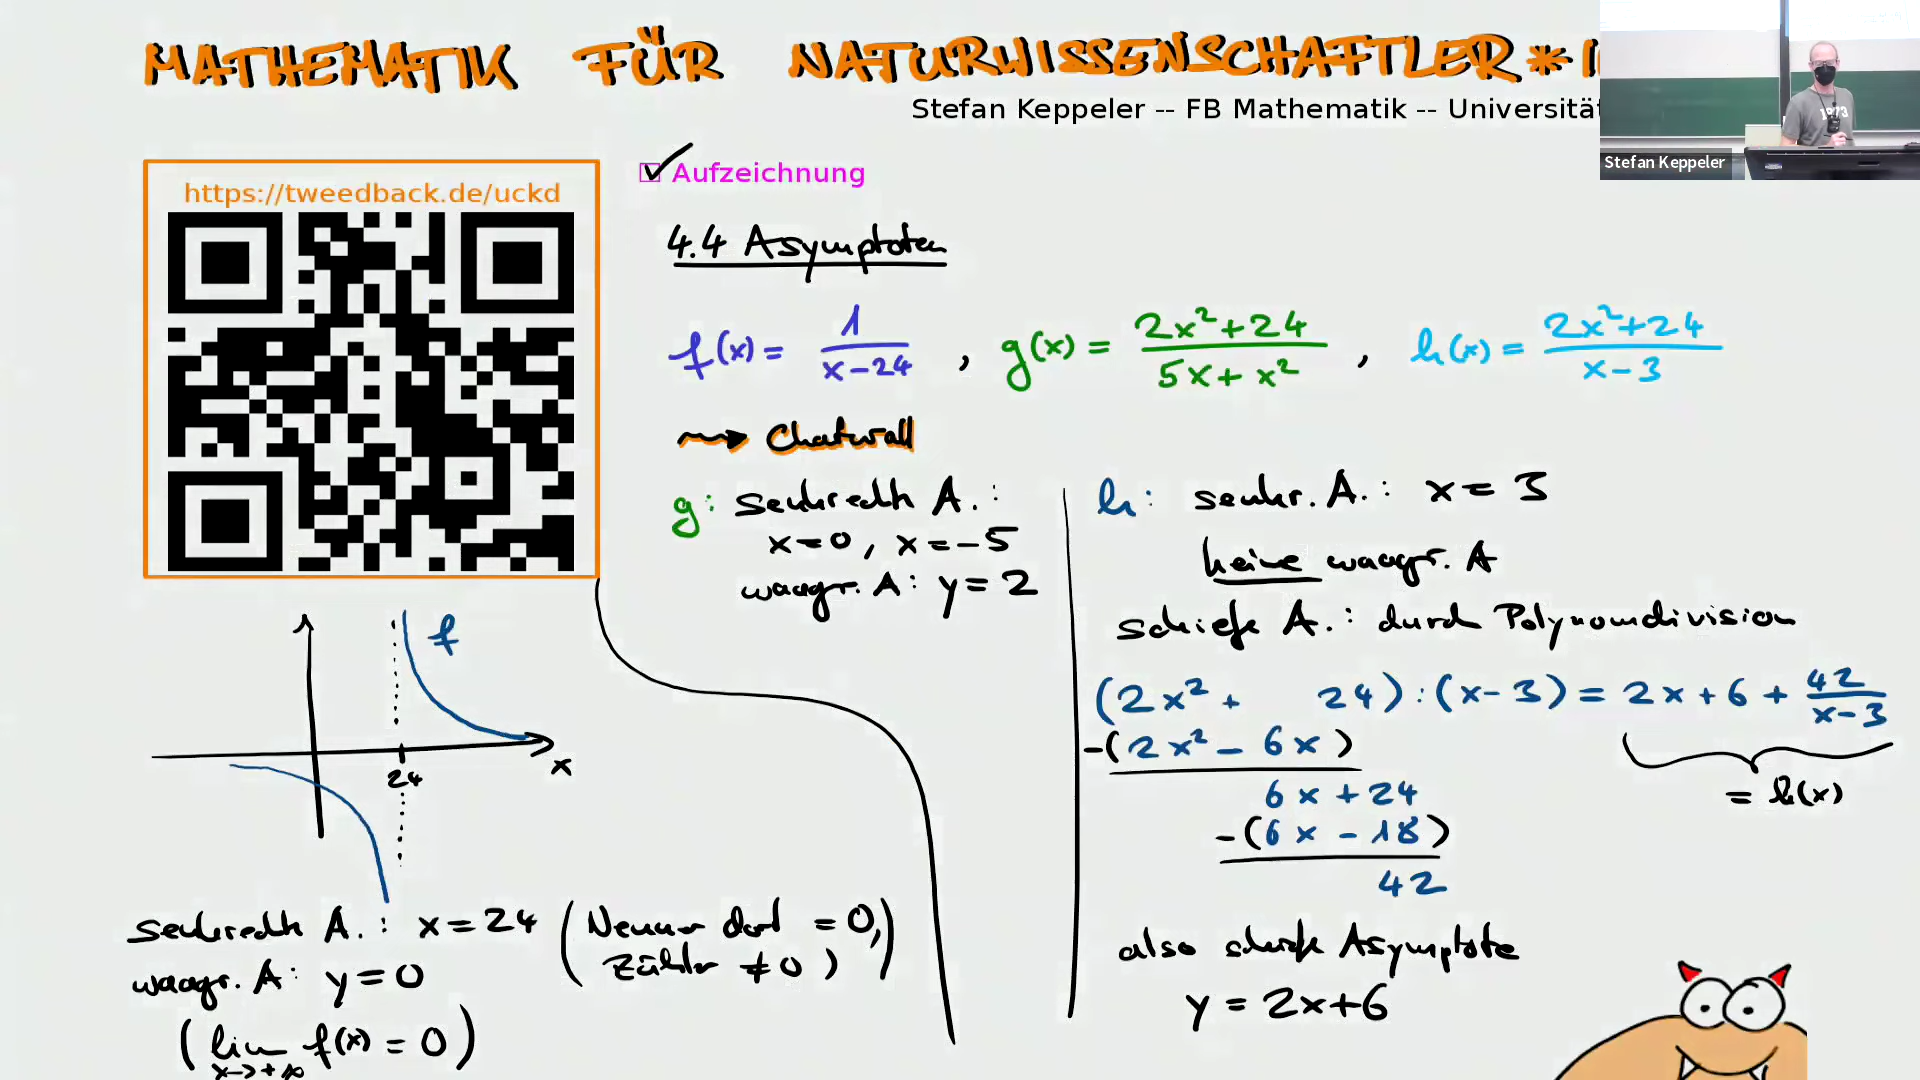 MATHEMATIK FÜR NATURWISSENSCHAFTLER*I
Stefan Keppeler -- FB Mathematik -- Universität
1873
Stefan Keppeler
https://tweedback.de/uckd
Aufzeichnung
4.4 Asymptoten
f(x) = 1/(x-24) , g(x) = (2x²+24)/(5x+x²) , h(x) = (2x²+24)/(x-3)
⇝ Chatwall
g: senkrecht A.:
x=0, x=-5
waagr. A: y=2
h: senkr. A.: x=3
keine waagr. A
schiefe A.: durch Polynomdivision
(2x² + 24) : (x-3) = 2x+6+ 42/(x-3)
-(2x² - 6x)
= h(x)
6x +24
-(6x - 18)
42
also schiefe Asymptote
y = 2x+6
f
x
24
senkrechte A.: x=24 (Nenner dort =0,
Zähler ≠0)
waagr. A: y=0
(lim x->±∞ f(x) = 0)